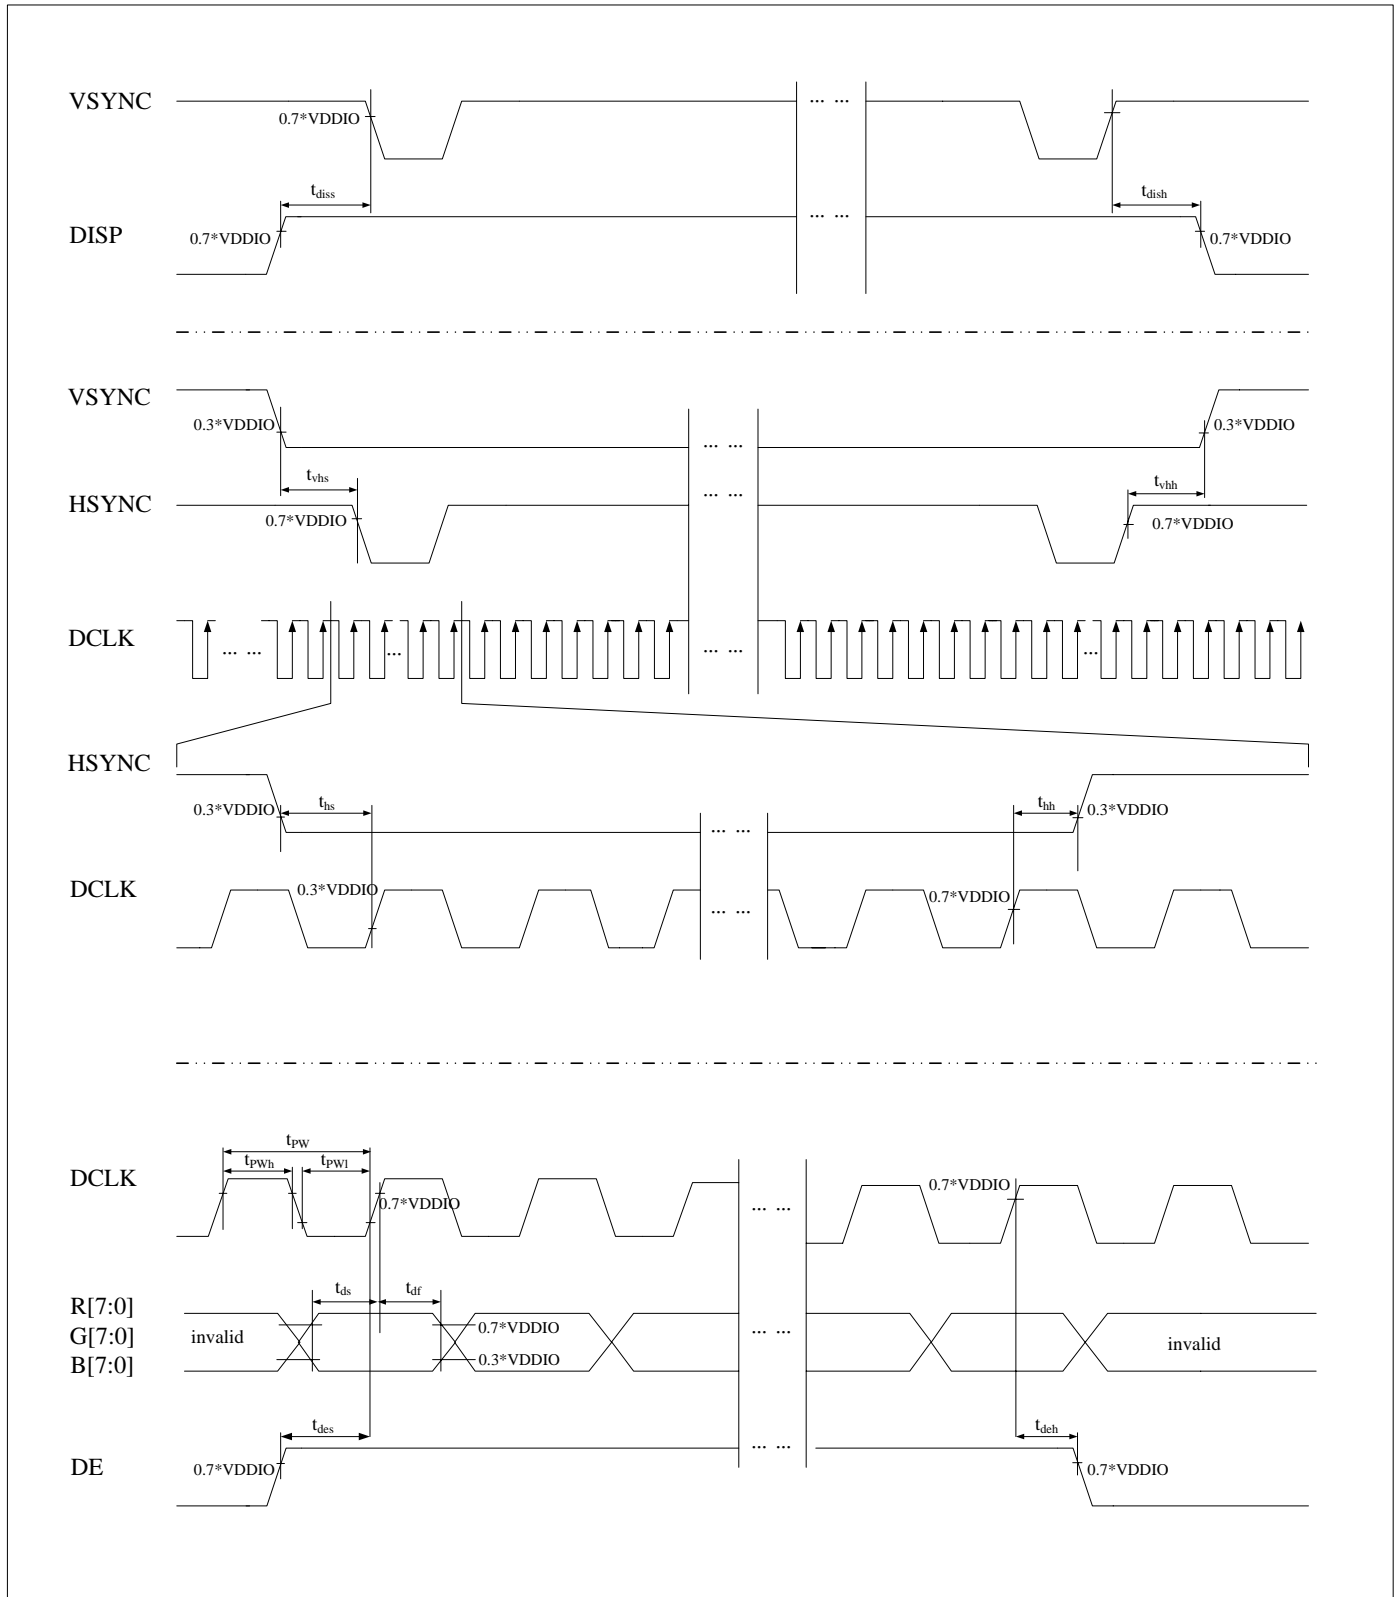 VSYNC
... ...
0.7*VDDIO
tdiss
tdish
... ...
DISP
0.7*VDDIO
0.7*VDDIO
VSYNC
0.3*VDDIO
0.3*VDDIO
... ...
tvhs
tvhh
... ...
HSYNC
0.7*VDDIO
0.7*VDDIO
DCLK
... ...
...
... ...
...
HSYNC
0.3*VDDIO
ths
thh
0.3*VDDIO
... ...
DCLK
0.3*VDDIO
0.7*VDDIO
... ...
tPW
tPWh
tPWl
DCLK
0.7*VDDIO
0.7*VDDIO
... ...
tds
tdf
R[7:0]
G[7:0]
B[7:0]
invalid
0.7*VDDIO
0.3*VDDIO
... ...
invalid
tdes
tdeh
... ...
DE
0.7*VDDIO
0.7*VDDIO